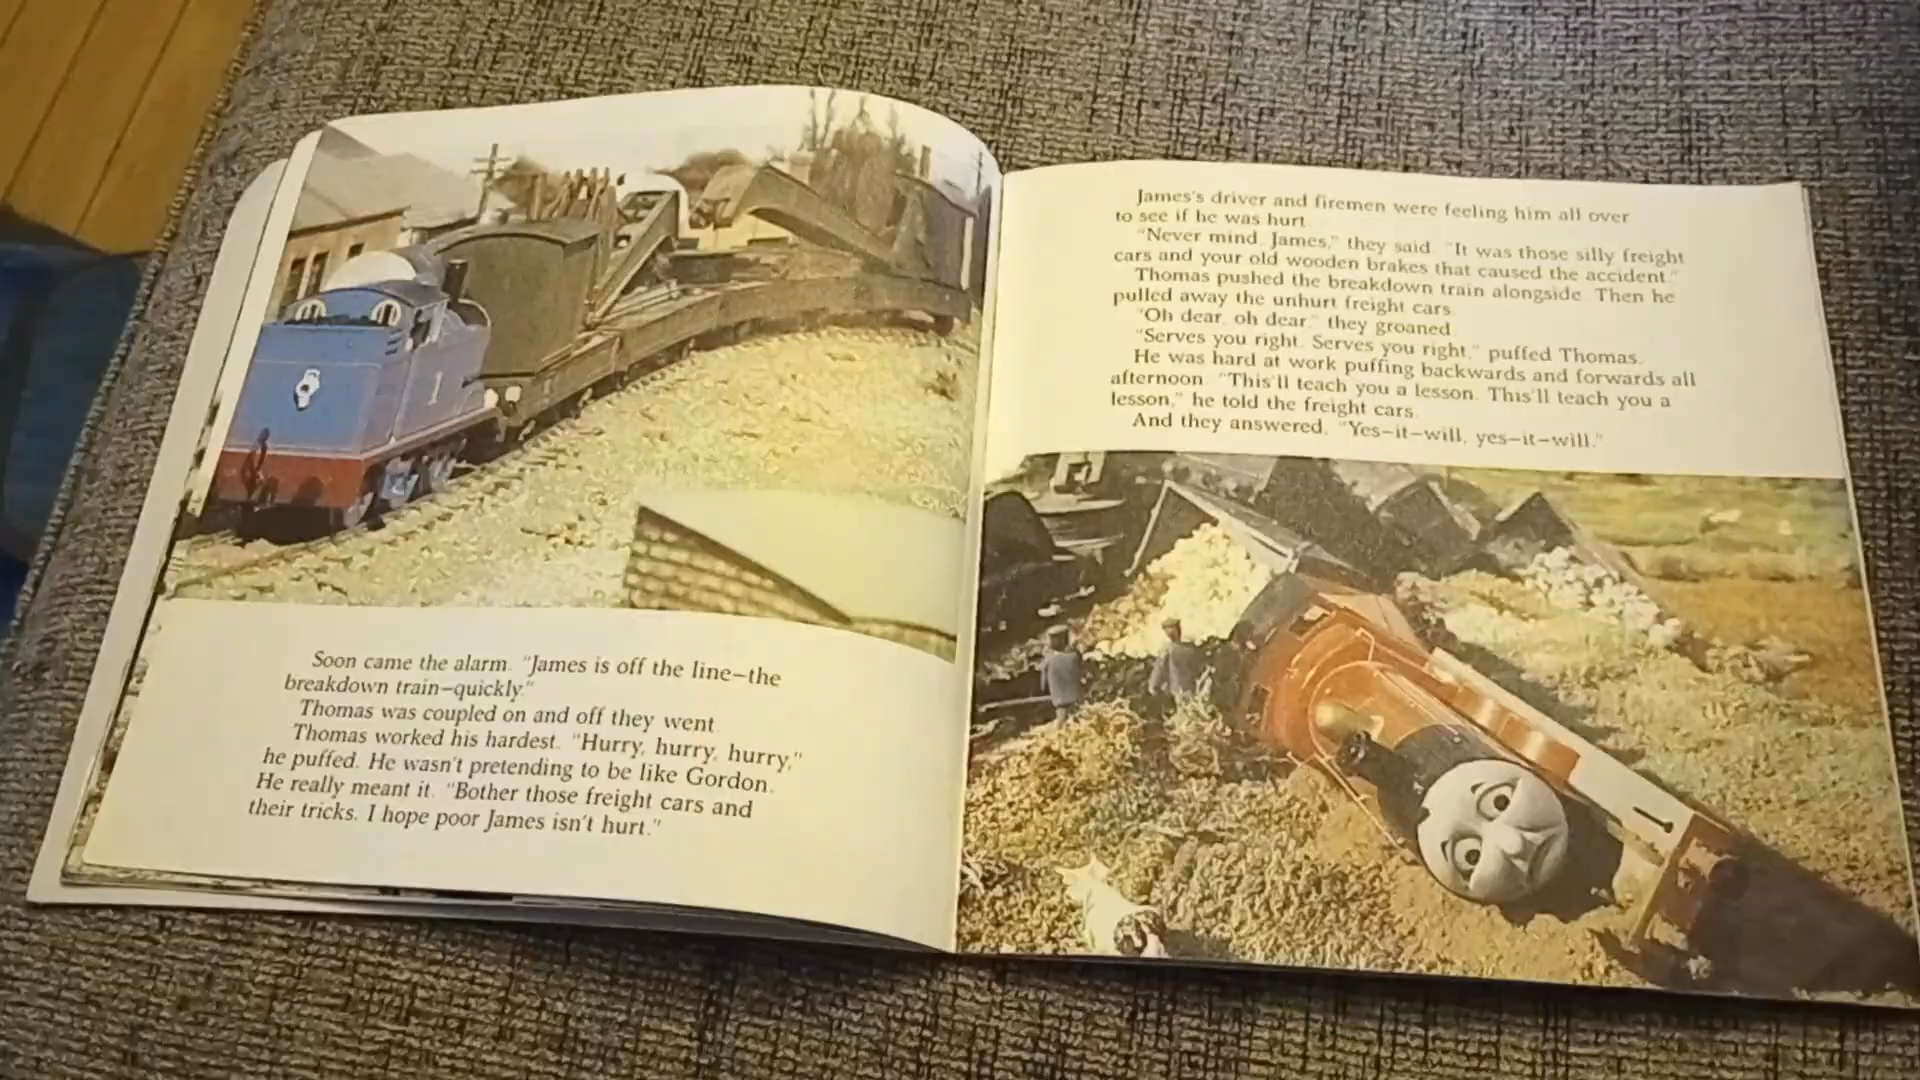 1
Soon came the alarm. "James is off the line—the
breakdown train—quickly."
Thomas was coupled on and off they went.
Thomas worked his hardest. "Hurry, hurry, hurry,"
he puffed. He wasn't pretending to be like Gordon.
He really meant it. "Bother those freight cars and
their tricks. I hope poor James isn't hurt."
James's driver and firemen were feeling him all over
to see if he was hurt.
"Never mind, James," they said. "It was those silly freight
cars and your old wooden brakes that caused the accident."
Thomas pushed the breakdown train alongside. Then he
pulled away the unhurt freight cars.
"Oh dear, oh dear," they groaned.
"Serves you right. Serves you right," puffed Thomas.
He was hard at work puffing backwards and forwards all
afternoon. "This'll teach you a lesson. This'll teach you a
lesson," he told the freight cars.
And they answered, "Yes—it—will, yes—it—will."